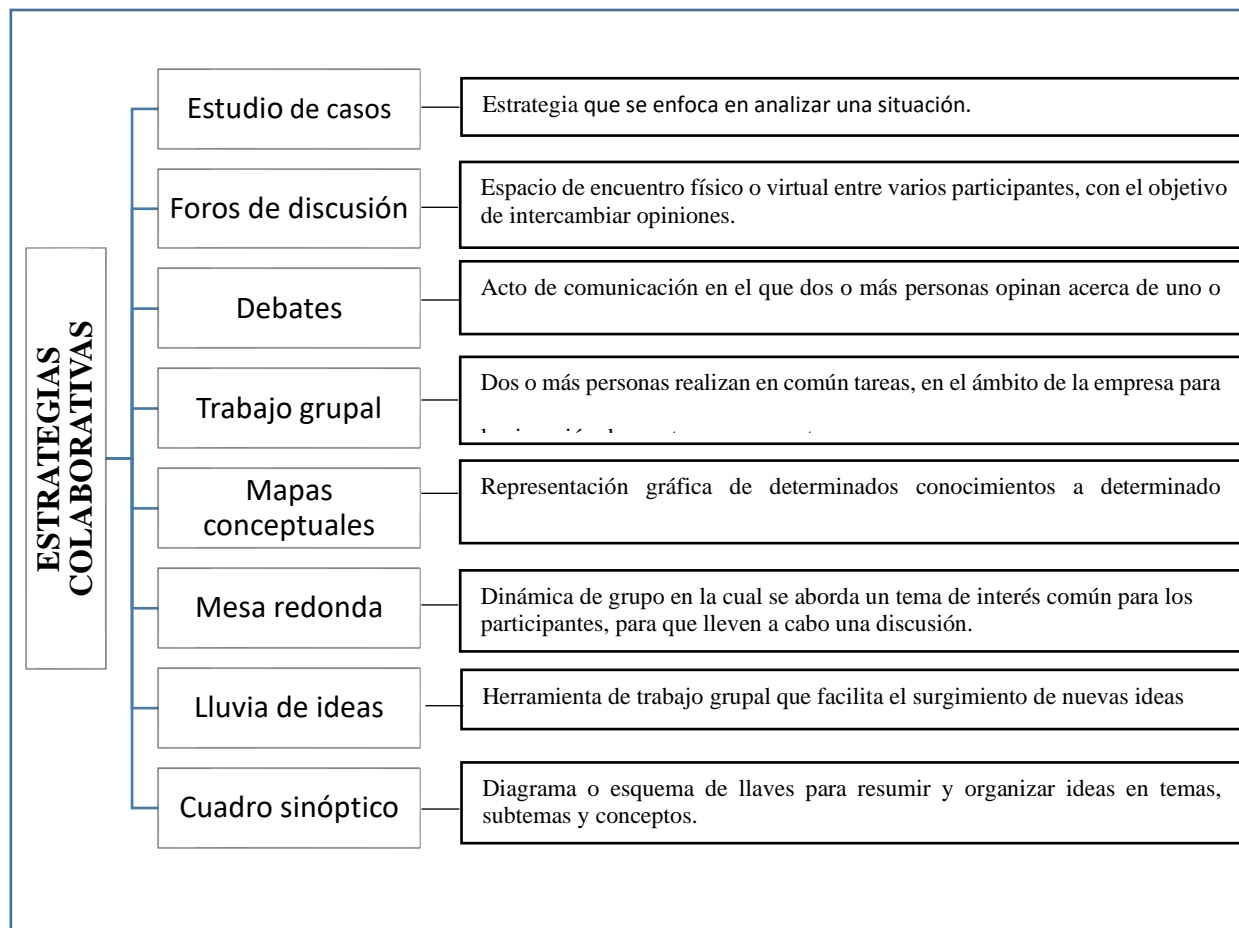 ESTRATEGIAS
COLABORATIVAS
Estudio de casos
Estrategia que se enfoca en analizar una situación.
Foros de discusión
Espacio de encuentro físico o virtual entre varios participantes, con el objetivo
de intercambiar opiniones.
Debates
Acto de comunicación en el que dos o más personas opinan acerca de uno o
Trabajo grupal
Dos o más personas realizan en común tareas, en el ámbito de la empresa para
Mapas
conceptuales
Representación gráfica de determinados conocimientos a determinado
Mesa redonda
Dinámica de grupo en la cual se aborda un tema de interés común para los
participantes, para que lleven a cabo una discusión.
Lluvia de ideas
Herramienta de trabajo grupal que facilita el surgimiento de nuevas ideas
Cuadro sinóptico
Diagrama o esquema de llaves para resumir y organizar ideas en temas,
subtemas y conceptos.